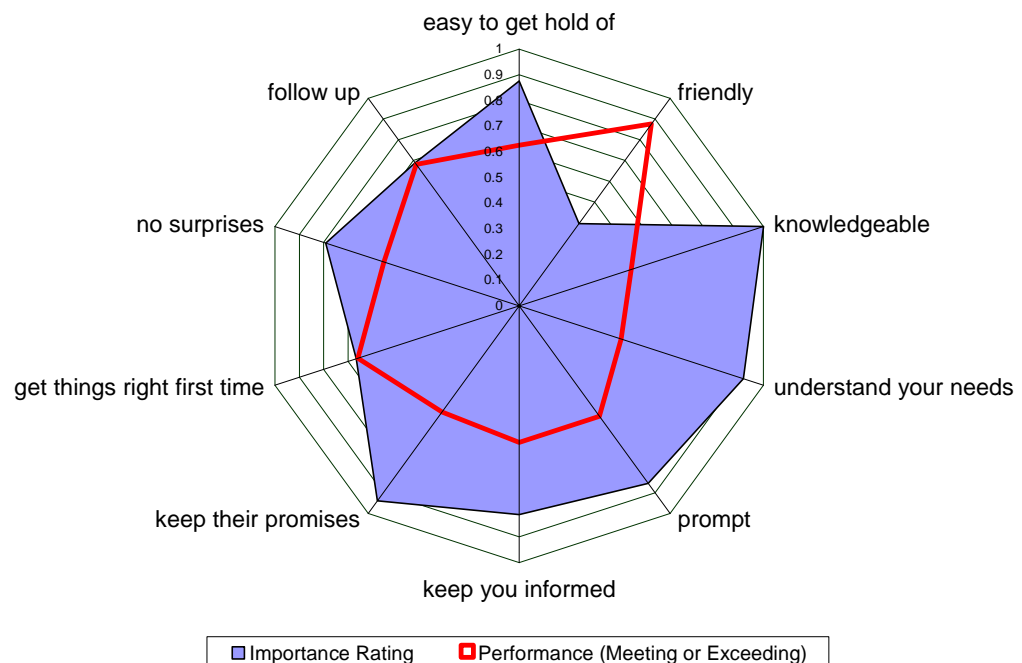 easy to get hold of
1
0.9
0.8
0.7
0.6
0.5
0.4
0.3
0.2
0.1
0
follow up
friendly
no surprises
knowledgeable
get things right first time
understand your needs
keep their promises
prompt
keep you informed
Importance Rating
Performance (Meeting or Exceeding)